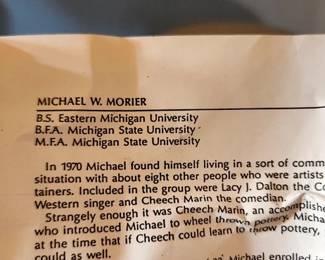 MICHAEL W. MORIER
B.S. Eastern Michigan University
B.F.A. Michigan State University
M.F.A. Michigan State University
In 1970 Michael found himself living in a sort of comm
situation with about eight other people who were artists
tainers. Included in the group were Lacy J. Dalton the Co
Western singer and Cheech Marin the comedian.
Strangely enough it was Cheech Marin, an accomplishe
who introduced Michael to wheel thrown pottery. Micha
at the time that if Cheech could learn to throw pottery,
could as well.
Michael enrolled i